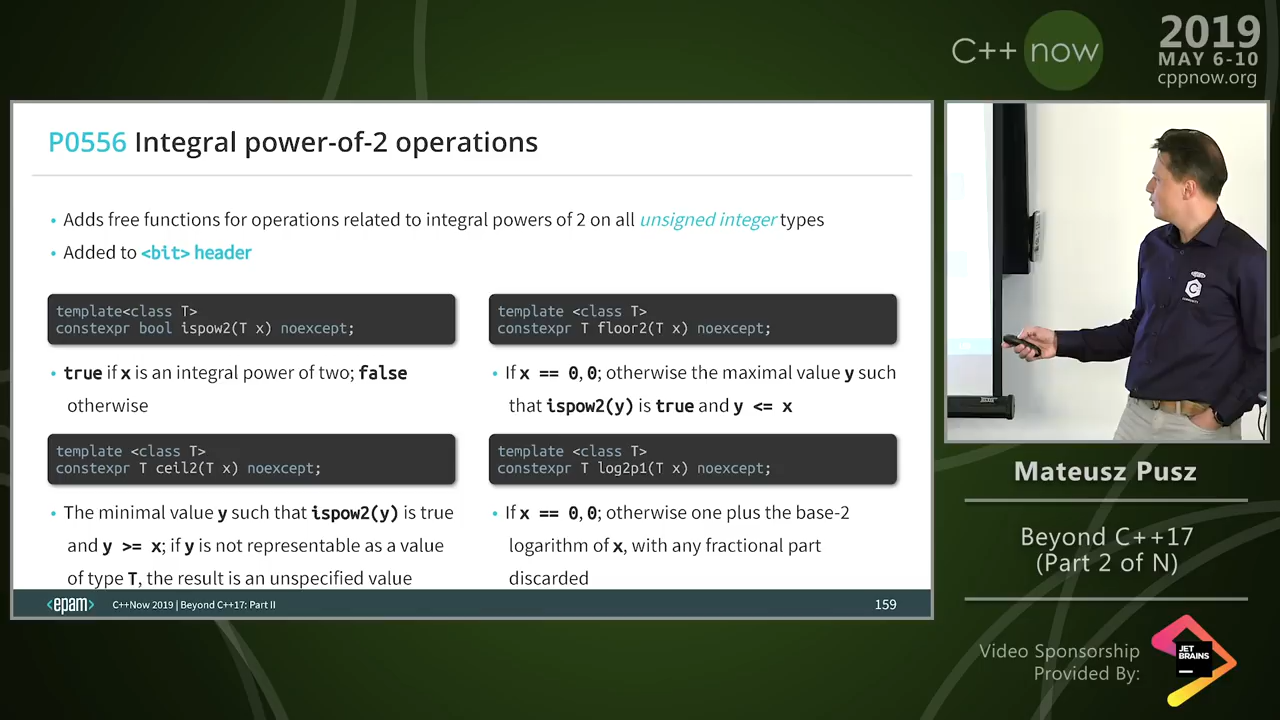 C++ now
2019
MAY 6-10
cppnow.org
P0556 Integral power-of-2 operations
• Adds free functions for operations related to integral powers of 2 on all unsigned integer types
• Added to <bit> header
template<class T>
constexpr bool ispow2(T x) noexcept;
• true if x is an integral power of two; false
otherwise
template <class T>
constexpr T floor2(T x) noexcept;
• If x == 0, 0; otherwise the maximal value y such
that ispow2(y) is true and y <= x
template <class T>
constexpr T ceil2(T x) noexcept;
• The minimal value y such that ispow2(y) is true
and y >= x; if y is not representable as a value
of type T, the result is an unspecified value
template <class T>
constexpr T log2p1(T x) noexcept;
• If x == 0, 0; otherwise one plus the base-2
logarithm of x, with any fractional part
discarded
<epam> C++Now 2019 | Beyond C++17: Part II 159
Mateusz Pusz
Beyond C++17
(Part 2 of N)
Video Sponsorship
Provided By:
JET
BRAINS